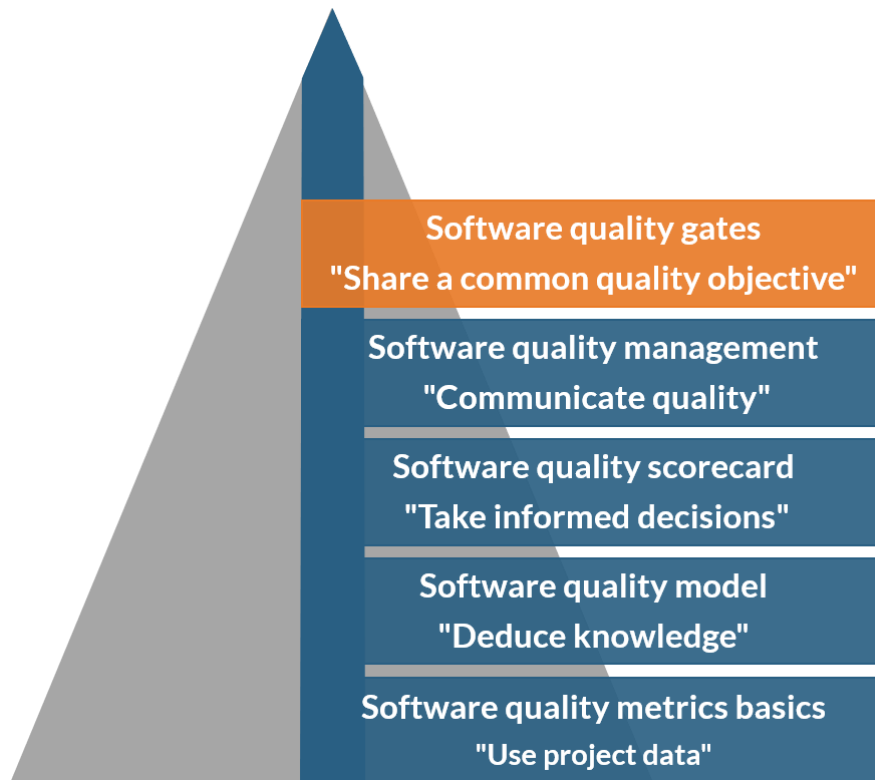 Software quality gates
"Share a common quality objective"
Software quality management
"Communicate quality"
Software quality scorecard
"Take informed decisions"
Software quality model
"Deduce knowledge"
Software quality metrics basics
"Use project data"